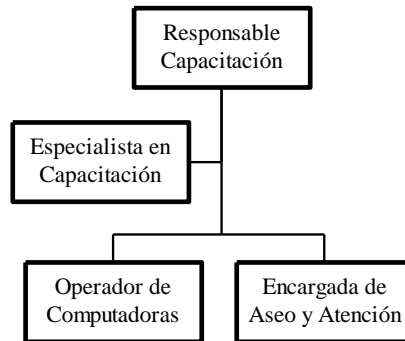 Responsable
Capacitación
Especialista en
Capacitación
Operador de
Computadoras
Encargada de
Aseo y Atención